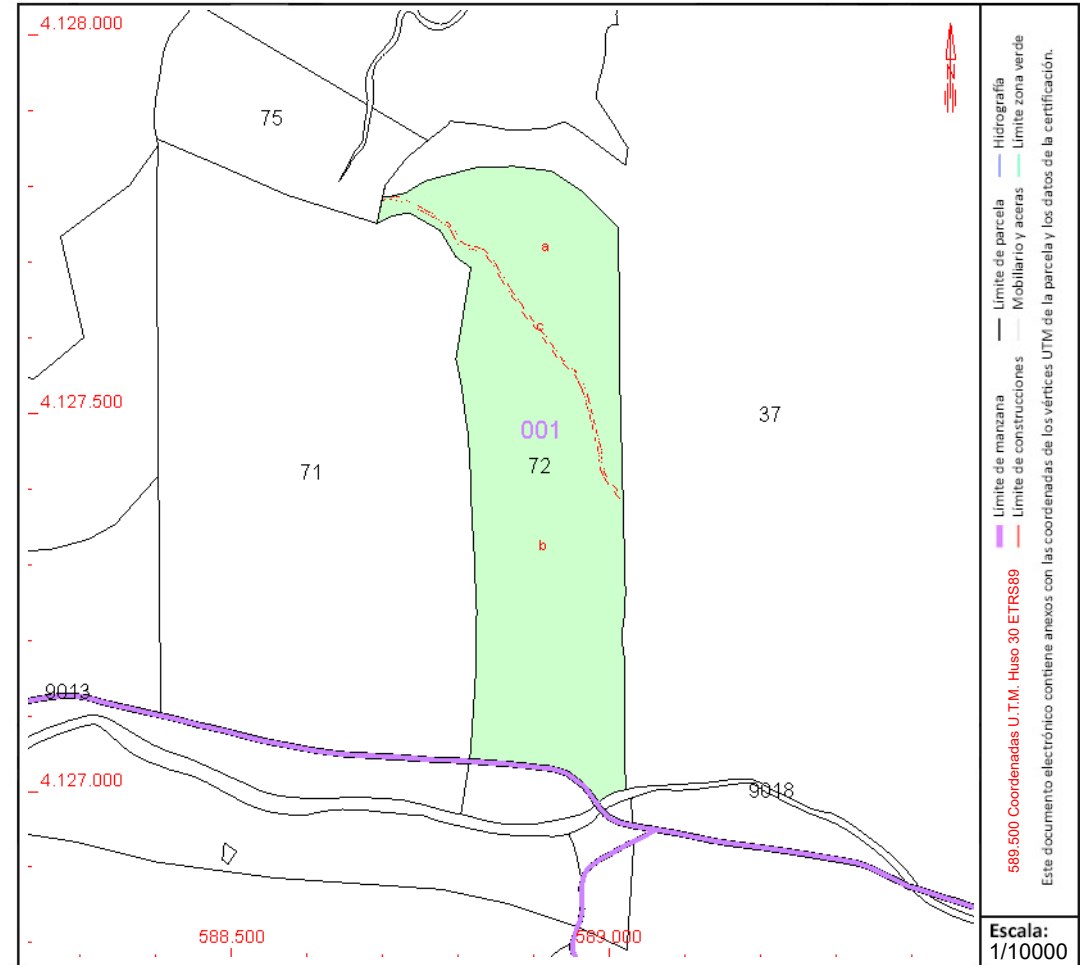 4.128.000
75
a
c
4.127.500
37
001
72
71
b
9013
4.127.000
9018
588.500
589.000
N
Hidrografía
Límite zona verde
Límite de parcela
Mobiliario y aceras
Límite de manzana
Límite de construcciones
589.500 Coordenadas U.T.M. Huso 30 ETRS89
Este documento electrónico contiene anexos con las coordenadas de los vértices UTM de la parcela y los datos de la certificación.
Escala:
1/10000